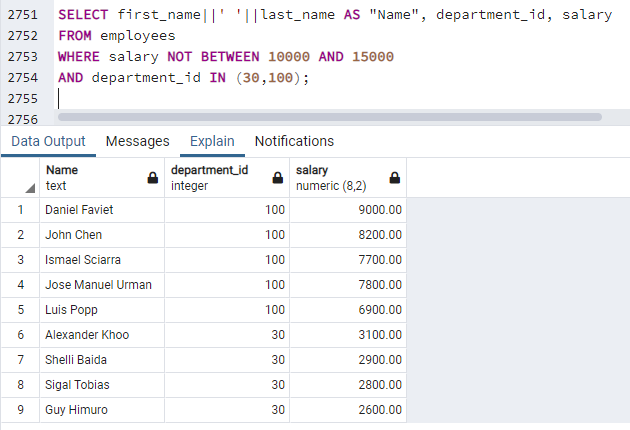 2751 SELECT first_name||' '||last_name AS "Name", department_id, salary
2752 FROM employees
2753 WHERE salary NOT BETWEEN 10000 AND 15000
2754 AND department_id IN (30,100);
2755
2756
Data Output Messages Explain Notifications
Name department_id salary
text integer numeric (8,2)
1 Daniel Faviet 100 9000.00
2 John Chen 100 8200.00
3 Ismael Sciarra 100 7700.00
4 Jose Manuel Urman 100 7800.00
5 Luis Popp 100 6900.00
6 Alexander Khoo 30 3100.00
7 Shelli Baida 30 2900.00
8 Sigal Tobias 30 2800.00
9 Guy Himuro 30 2600.00